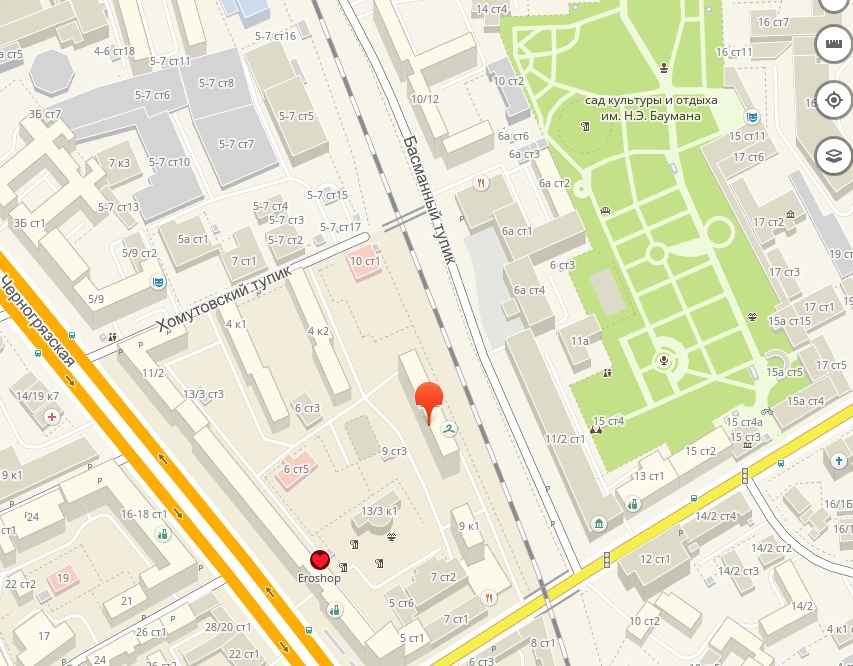 14 ст4
16 ст7
5-7 ст16
4-6 ст18
5-7 ст11
а ст5
16 ст11
5-7 ст8
10 ст2
5-7 ст6
10/12
сад культуры и отдыха
им. Н.Э. Баумана
3Б ст7
5-7 ст5
6а ст6
15 ст11
5-7 ст7
Басманный тупик
6а ст3
17 ст6
7 к3
5-7 ст10
6а ст2
5-7 ст15
5-7 ст13
5-7 ст4
5-7 ст3
3Б ст1
5-7 ст17
17 ст2
6а ст1
5а ст1
5-7 ст2
5/9 ст2
7 ст1
10 ст1
6 ст3
19 ст
17 ст3
6а ст4
5/9
Хомутовский тупик
17 ст1
Черногрязская
4 к1
4 к2
15а ст15
11а
17 ст5
11/2
15а ст5
14/19 к7
13/3 ст3
6 ст3
15а ст4
15 ст4
15 ст4а
15 ст3
11/2 ст1
9 ст3
15 ст2
6 ст5
13 ст1
9 к1
13/3 к1
16/1Б
14/2 ст4
24
16-18 ст1
ст1
9 к1
14/2 ст2
12 ст1
14/2 ст3
19
Eroshop
7 ст2
22 ст2
21
5 ст6
14/2
7 ст1
10 ст2
28/20 ст1
17
26 ст1
5 ст1
4 к1
8 ст1
24
6 ст3